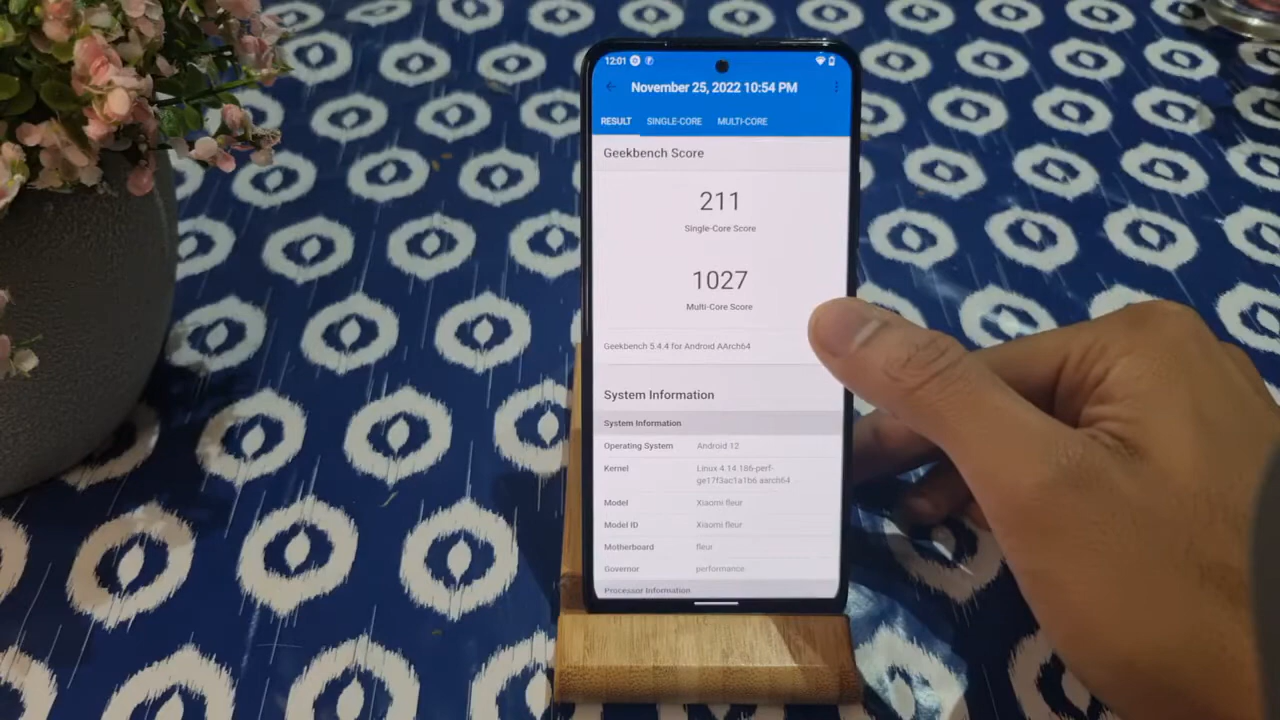 12:01
November 25, 2022 10:54 PM
RESULT SINGLE-CORE MULTI-CORE
Geekbench Score
211
Single-Core Score
1027
Multi-Core Score
Geekbench 5.4.4 for Android AArch64
System Information
System Information
Operating System Android 12
Kernel Linux 4.14.186-perf-
ge17f3ac1a1b6 aarch64
Model Xiaomi fleur
Model ID Xiaomi fleur
Motherboard fleur
Governor performance
Processor Information